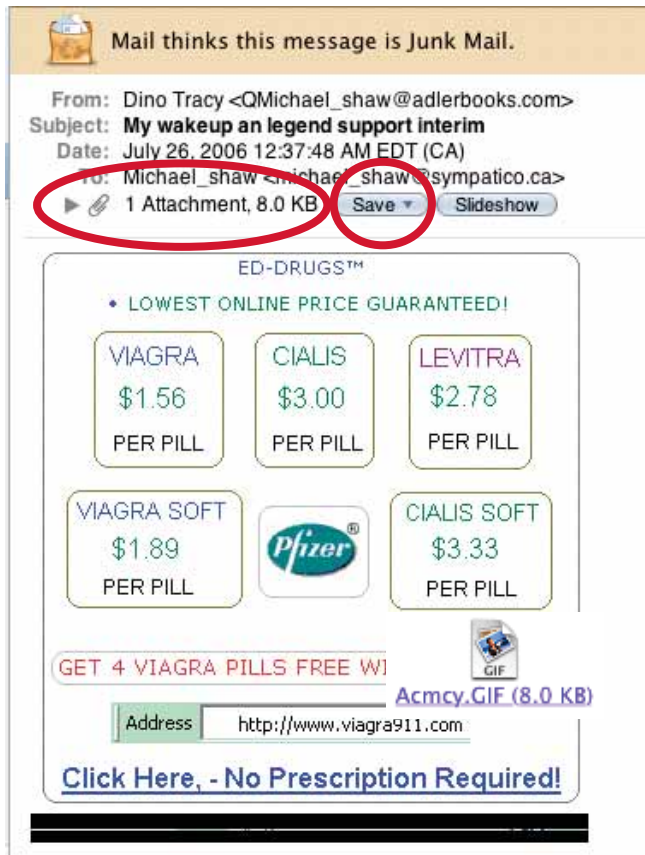 Mail thinks this message is Junk Mail.
From: Dino Tracy <QMichael_shaw@adlerbooks.com>
Subject: My wakeup an legend support interim
Date: July 26, 2006 12:37:48 AM EDT (CA)
To: Michael_shaw <michael_shaw@sympatico.ca>
1 Attachment, 8.0 KB Save Slideshow
ED-DRUGS™
• LOWEST ONLINE PRICE GUARANTEED!
VIAGRA CIALIS LEVITRA
$1.56 $3.00 $2.78
PER PILL PER PILL PER PILL
VIAGRA SOFT Pfizer® CIALIS SOFT
$1.89 $3.33
PER PILL PER PILL
GIF
GET 4 VIAGRA PILLS FREE
Acmcy.GIF (8.0 KB)
Address http://www.viagra911.com
Click Here, - No Prescription Required!